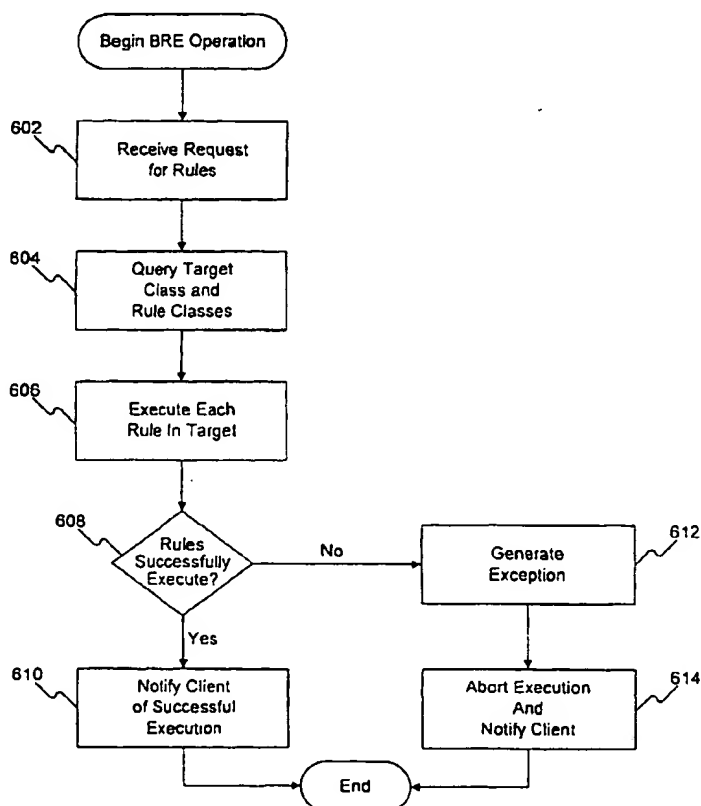 Begin BRE Operation
602
Receive Request
for Rules
604
Query Target
Class and
Rule Classes
606
Execute Each
Rule In Target
608
Rules
Successfully
Execute?
No
612
Generate
Exception
Yes
610
Notify Client
of Successful
Execution
614
Abort Execution
And
Notify Client
End